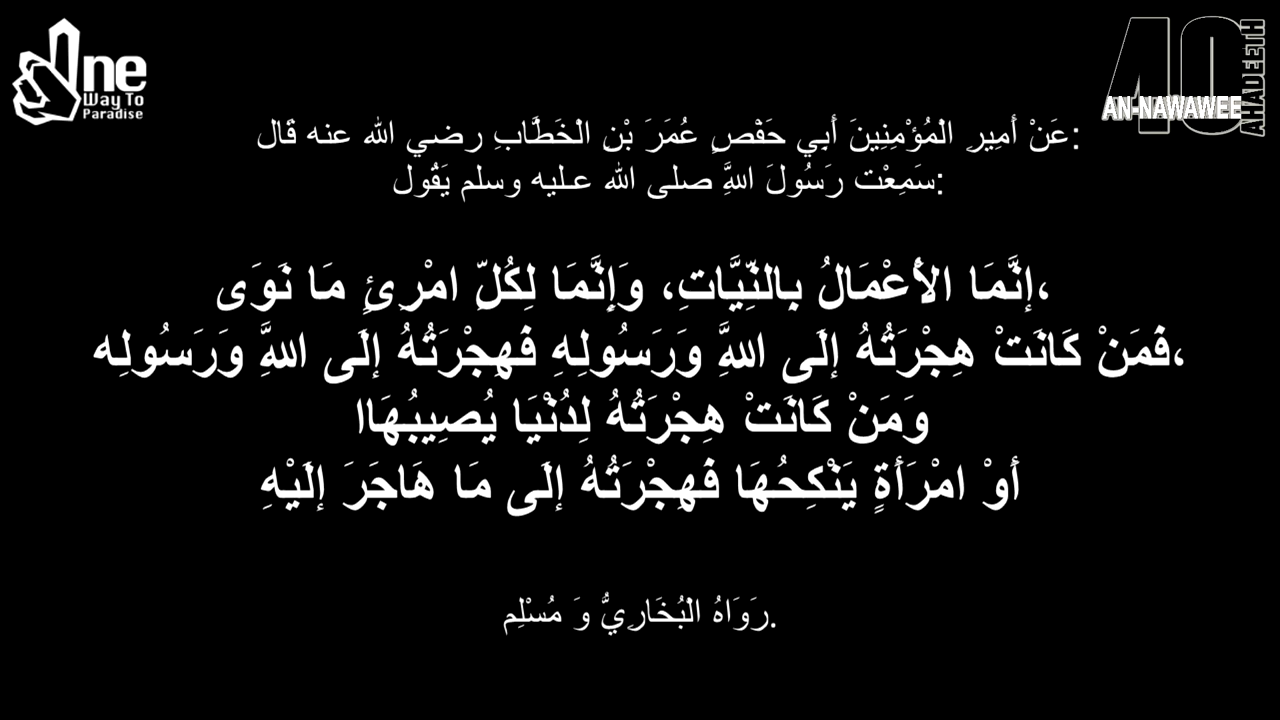 One
Way To
Paradise
40
AHADEETH
AN-NAWAWEE
عَنْ أَمِيرِ الْمُؤْمِنِينَ أَبِي حَفْصٍ عُمَرَ بْنِ الْخَطَّابِ رضي الله عنه قَال:
سَمِعْت رَسُولَ اللَّهِ صلى الله عليه وسلم يَقُول:
إنَّمَا الأَعْمَالُ بِالنِّيَّاتِ، وَإِنَّمَا لِكُلِّ امْرِئٍ مَا نَوَى،
فَمَنْ كَانَتْ هِجْرَتُهُ إلَى اللَّهِ وَرَسُولِهِ فَهِجْرَتُهُ إلَى اللَّهِ وَرَسُولِه،
وَمَنْ كَانَتْ هِجْرَتُهُ لِدُنْيَا يُصِيبُهَاا
أَوْ امْرَأَةٍ يَنْكِحُهَا فَهِجْرَتُهُ إلَى مَا هَاجَرَ إلَيْهِ
رَوَاهُ الْبُخَارِيُّ وَ مُسْلِم.